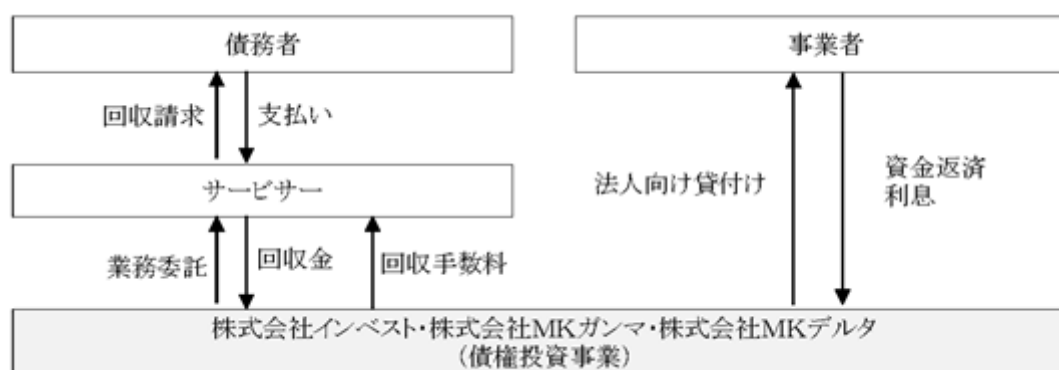 債務者
事業者
回収請求
支払い
サービサー
法人向け貸付け
資金返済
利息
業務委託
回収金
回収手数料
株式会社インベスト・株式会社MKガンマ・株式会社MKデルタ
（債権投資事業）